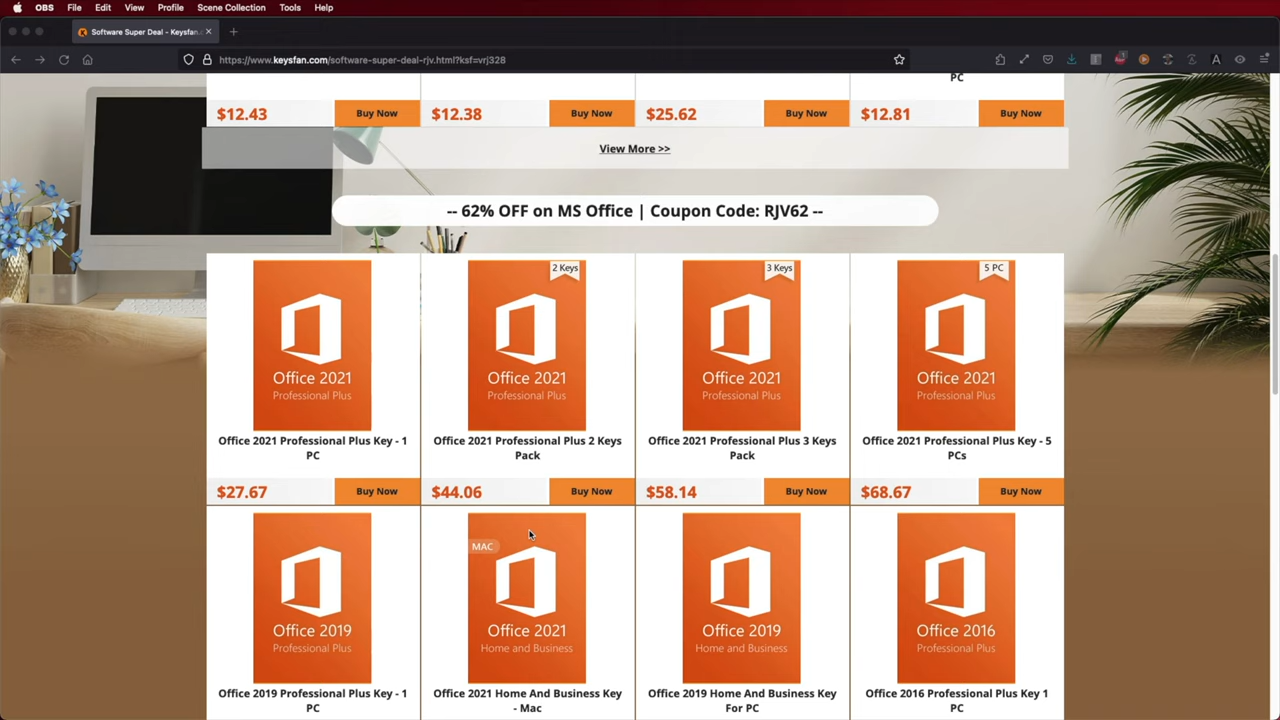 OBS File Edit View Profile Scene Collection Tools Help
Software Super Deal - Keysfan.c
https://www.keysfan.com/software-super-deal-rjv.html?ksf=vrj328
PC
$12.43 Buy Now $12.38 Buy Now $25.62 Buy Now $12.81 Buy Now
View More >>
-- 62% OFF on MS Office | Coupon Code: RJV62 --
2 Keys 3 Keys 5 PC
Office 2021 Office 2021 Office 2021 Office 2021
Professional Plus Professional Plus Professional Plus Professional Plus
Office 2021 Professional Plus Key - 1 PC
Office 2021 Professional Plus 2 Keys Pack
Office 2021 Professional Plus 3 Keys Pack
Office 2021 Professional Plus Key - 5 PCs
$27.67 Buy Now $44.06 Buy Now $58.14 Buy Now $68.67 Buy Now
MAC
Office 2019 Office 2021 Office 2019 Office 2016
Professional Plus Home and Business Home and Business Professional Plus
Office 2019 Professional Plus Key - 1 PC
Office 2021 Home And Business Key - Mac
Office 2019 Home And Business Key For PC
Office 2016 Professional Plus Key 1 PC